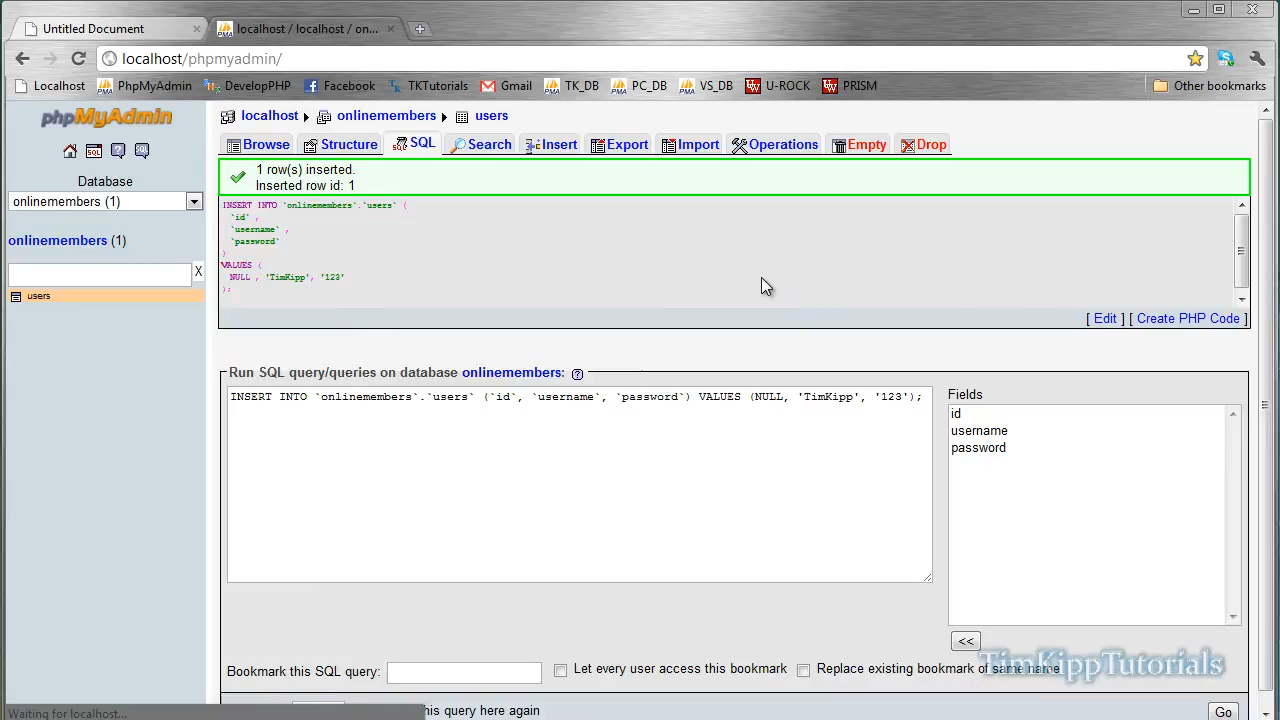 Untitled Document
localhost / localhost / on...
localhost/phpmyadmin/
Localhost
PhpMyAdmin
DevelopPHP
Facebook
TKTutorials
Gmail
TK_DB
PC_DB
VS_DB
U-ROCK
PRISM
Other bookmarks
phpMyAdmin
Database
onlinemembers (1)
onlinemembers (1)
X
users
localhost
onlinemembers
users
Browse
Structure
SQL
Search
Insert
Export
Import
Operations
Empty
Drop
1 row(s) inserted.
Inserted row id: 1
INSERT INTO `onlinemembers`.`users` (
`id` ,
`username` ,
`password`
)
VALUES (
NULL , 'TimKipp', '123'
);
[ Edit ] [ Create PHP Code ]
Run SQL query/queries on database onlinemembers:
INSERT INTO `onlinemembers`.`users` (`id`, `username`, `password`) VALUES (NULL, 'TimKipp', '123');
Fields
id
username
password
<<
Bookmark this SQL query:
Let every user access this bookmark
Replace existing bookmark of same name
TimKippTutorials
this query here again
Go
Waiting for localhost...